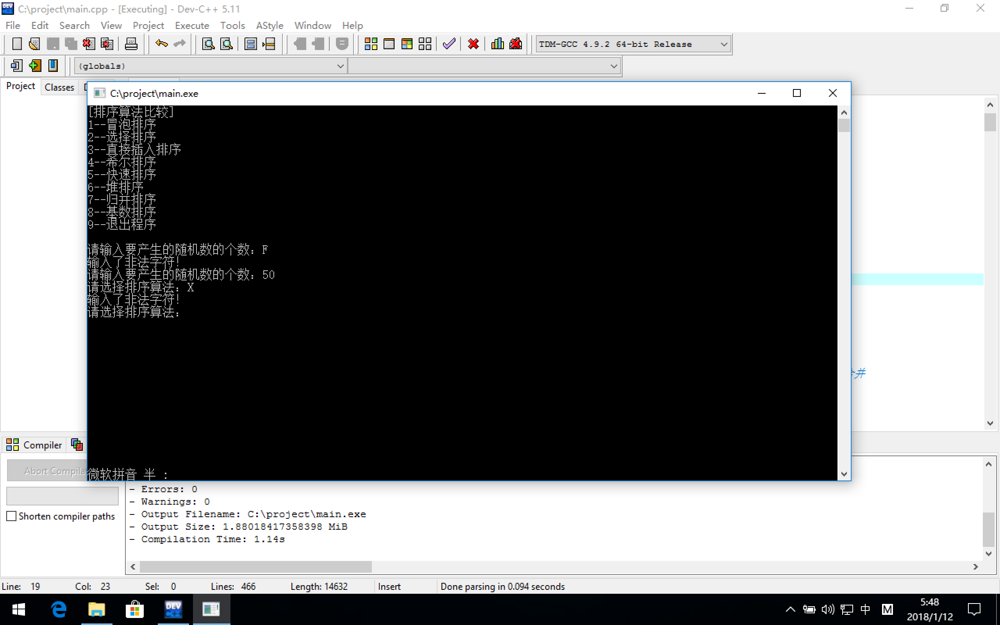 C:\project\main.cpp - [Executing] - Dev-C++ 5.11
File Edit Search View Project Execute Tools AStyle Window Help
TDM-GCC 4.9.2 64-bit Release
(globals)
Project Classes
C:\project\main.exe
[排序算法比较]
1--冒泡排序
2--选择排序
3--直接插入排序
4--希尔排序
5--快速排序
6--堆排序
7--归并排序
8--基数排序
9--退出程序
请输入要产生的随机数的个数：F
输入了非法字符！
请输入要产生的随机数的个数：50
请选择排序算法：X
输入了非法字符！
请选择排序算法：
#
微软拼音 半 :
Compiler
Abort Compilat
Shorten compiler paths
- Errors: 0
- Warnings: 0
- Output Filename: C:\project\main.exe
- Output Size: 1.88018417358398 MiB
- Compilation Time: 1.14s
Line: 19 Col: 23 Sel: 0 Lines: 466 Length: 14632 Insert Done parsing in 0.094 seconds
DEV C++
中 M 5:48
2018/1/12